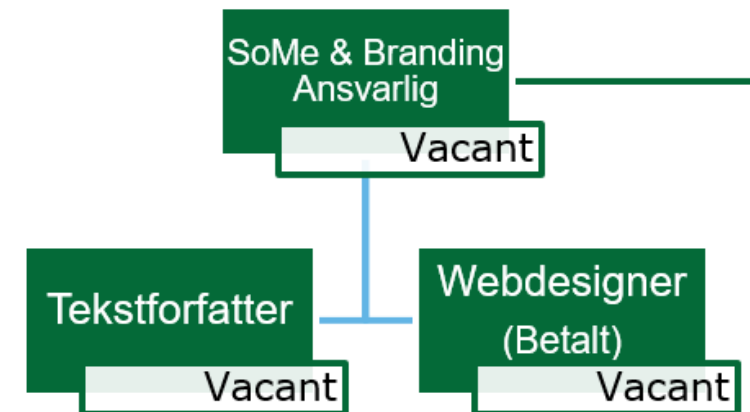 SoMe & Branding
Ansvarlig
Vacant
Tekstforfatter
Vacant
Webdesigner
(Betalt)
Vacant